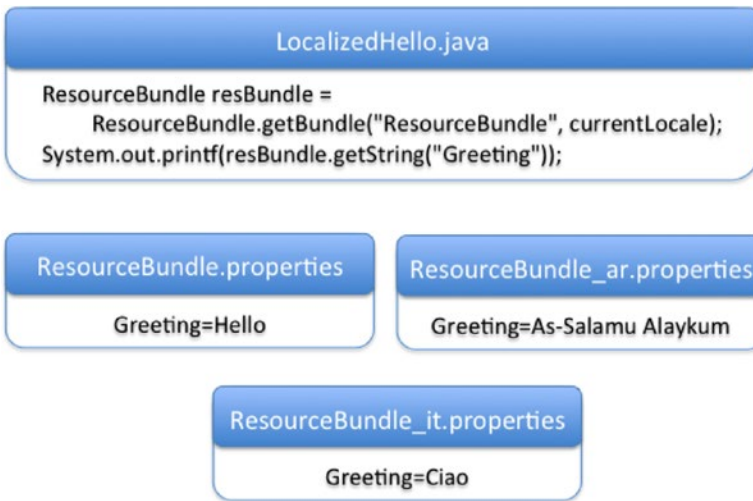 LocalizedHello.java
ResourceBundle resBundle =
ResourceBundle.getBundle("ResourceBundle", currentLocale);
System.out.printf(resBundle.getString("Greeting"));
ResourceBundle.properties
Greeting=Hello
ResourceBundle_ar.properties
Greeting=As-Salamu Alaykum
ResourceBundle_it.properties
Greeting=Ciao